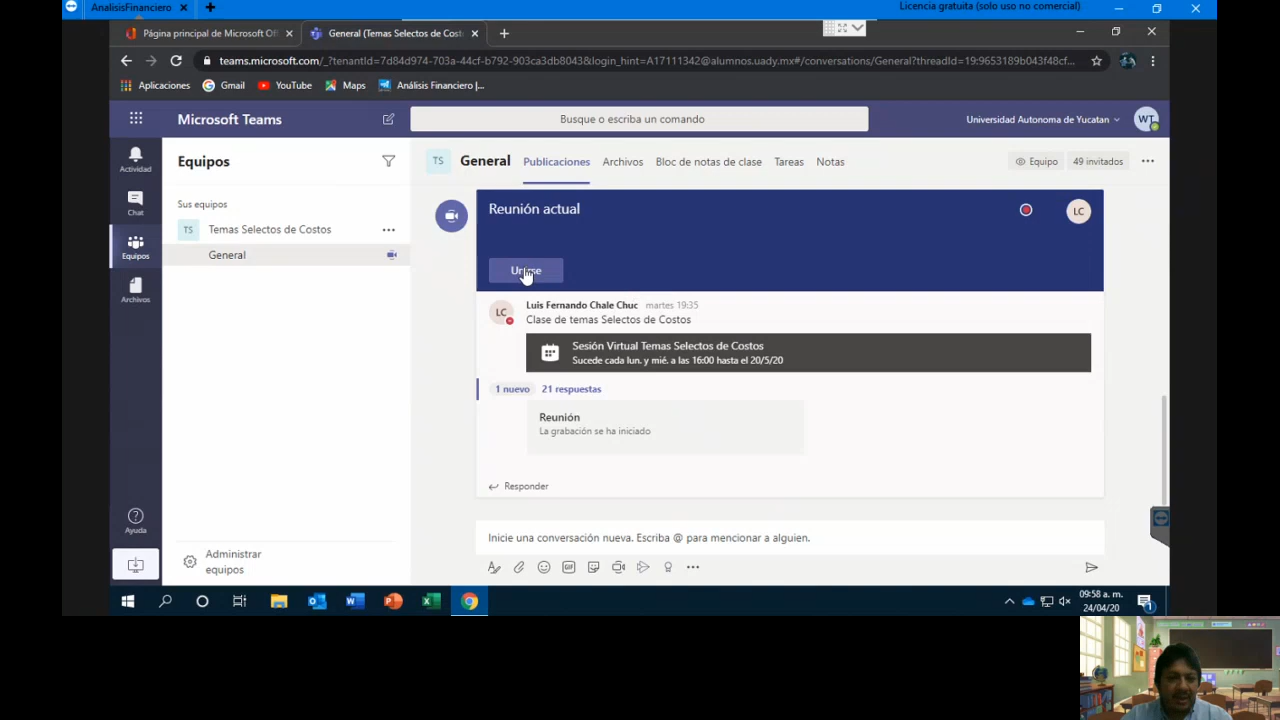 AnalisisFinanciero
Licencia gratuita (solo uso no comercial)
Página principal de Microsoft Of
General (Temas Selectos de Cost
teams.microsoft.com/_?tenantId=7d84d974-703a-44cf-b792-903ca3db8043&login_hint=A17111342@alumnos.uady.mx#/conversations/General?threadId=19:9653189b043f48cf...
Aplicaciones
Gmail
YouTube
Maps
Análisis Financiero |...
Microsoft Teams
Busque o escriba un comando
Universidad Autonoma de Yucatan
WT
Actividad
Chat
Equipos
Archivos
Ayuda
Equipos
Sus equipos
TS
Temas Selectos de Costos
General
Administrar
equipos
TS
General
Publicaciones
Archivos
Bloc de notas de clase
Tareas
Notas
Equipo
49 invitados
Reunión actual
LC
Unirse
LC
Luis Fernando Chale Chuc martes 19:35
Clase de temas Selectos de Costos
Sesión Virtual Temas Selectos de Costos
Sucede cada lun. y mié. a las 16:00 hasta el 20/5/20
1 nuevo 21 respuestas
Reunión
La grabación se ha iniciado
Responder
Inicie una conversación nueva. Escriba @ para mencionar a alguien.
09:58 a. m.
24/04/20